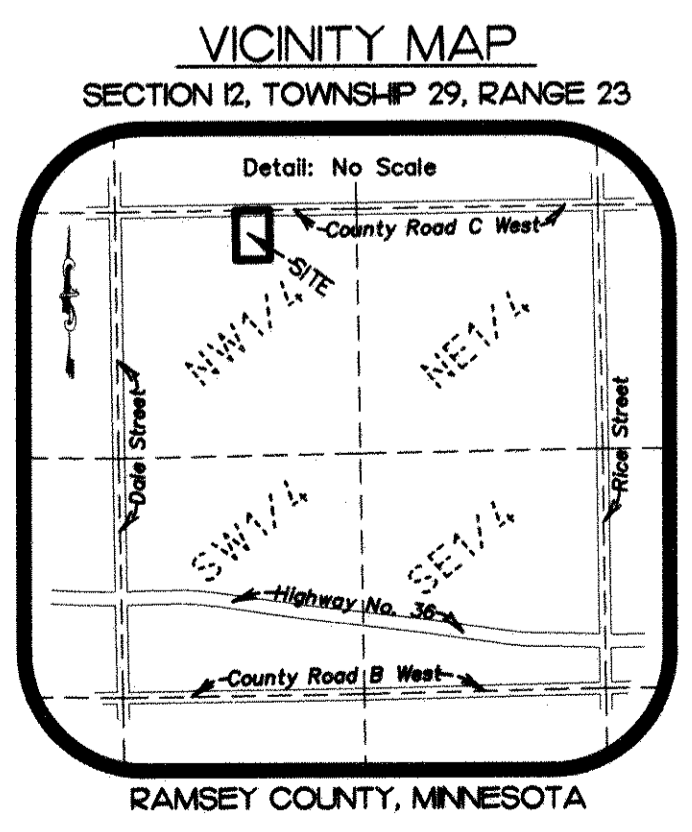 VICINITY MAP
SECTION 12, TOWNSHIP 29, RANGE 23
Detail: No Scale
County Road C West
SITE
NW1/4
NE1/4
Dale Street
Rice Street
SW1/4
SE1/4
Highway No. 36
County Road B West
RAMSEY COUNTY, MINNESOTA